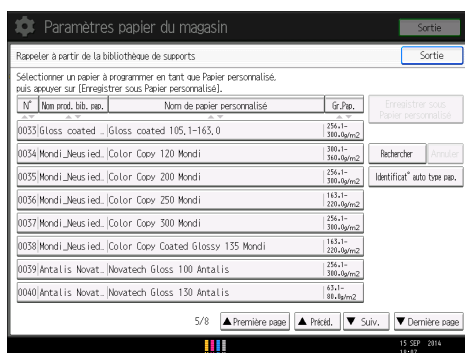 Paramètres papier du magasin
Sortie
Rappeler à partir de la bibliothèque de supports
Sortie
Sélectionner un papier à programmer en tant que Papier personnalisé,
puis appuyer sur [Enregistrer sous Papier personnalisé].
N° Nom prod. bib. pap. Nom de papier personnalisé Gr.Pap.
Enregistrer sous
Papier personnalisé
0033 Gloss coated .. Gloss coated 105,1-163,0 256.1-300.0g/m2
0034 Mondi_Neusied.. Color Copy 120 Mondi 300.1-360.0g/m2
Rechercher Annuler
0035 Mondi_Neusied.. Color Copy 200 Mondi 256.1-300.0g/m2
Identificat° auto type pap.
0036 Mondi_Neusied.. Color Copy 250 Mondi 163.1-220.0g/m2
0037 Mondi_Neusied.. Color Copy 300 Mondi 256.1-300.0g/m2
0038 Mondi_Neusied.. Color Copy Coated Glossy 135 Mondi 163.1-220.0g/m2
0039 Antalis Novat.. Novatech Gloss 100 Antalis 256.1-300.0g/m2
0040 Antalis Novat.. Novatech Gloss 130 Antalis 63.1-80.0g/m2
5/8 ▲Première page ▲ Précéd. ▼ Suiv. ▼ Dernière page
15 SEP 2014
18:07